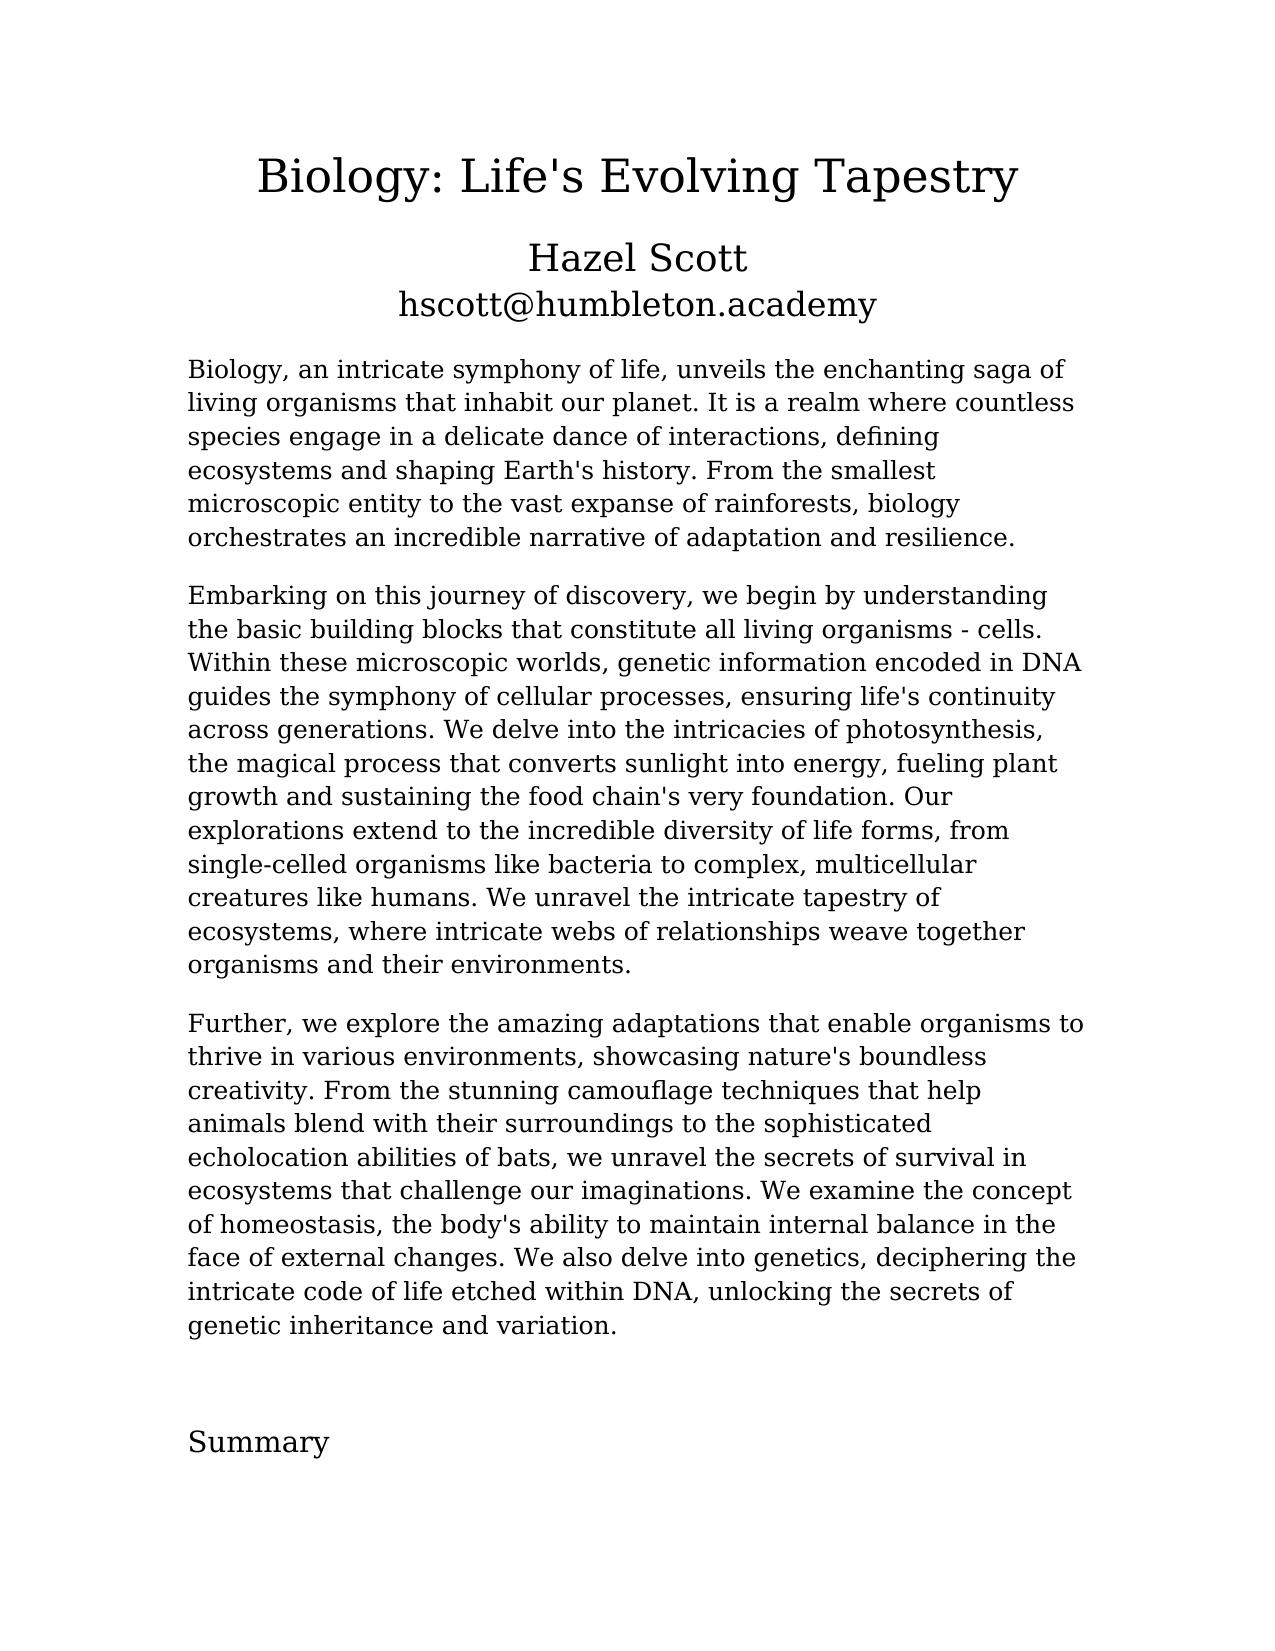 Biology: Life's Evolving Tapestry
Hazel Scott
hscott@humbleton.academy
Biology, an intricate symphony of life, unveils the enchanting saga of
living organisms that inhabit our planet. It is a realm where countless
species engage in a delicate dance of interactions, defining
ecosystems and shaping Earth's history. From the smallest
microscopic entity to the vast expanse of rainforests, biology
orchestrates an incredible narrative of adaptation and resilience.
Embarking on this journey of discovery, we begin by understanding
the basic building blocks that constitute all living organisms - cells.
Within these microscopic worlds, genetic information encoded in DNA
guides the symphony of cellular processes, ensuring life's continuity
across generations. We delve into the intricacies of photosynthesis,
the magical process that converts sunlight into energy, fueling plant
growth and sustaining the food chain's very foundation. Our
explorations extend to the incredible diversity of life forms, from
single-celled organisms like bacteria to complex, multicellular
creatures like humans. We unravel the intricate tapestry of
ecosystems, where intricate webs of relationships weave together
organisms and their environments.
Further, we explore the amazing adaptations that enable organisms to
thrive in various environments, showcasing nature's boundless
creativity. From the stunning camouflage techniques that help
animals blend with their surroundings to the sophisticated
echolocation abilities of bats, we unravel the secrets of survival in
ecosystems that challenge our imaginations. We examine the concept
of homeostasis, the body's ability to maintain internal balance in the
face of external changes. We also delve into genetics, deciphering the
intricate code of life etched within DNA, unlocking the secrets of
genetic inheritance and variation.
Summary